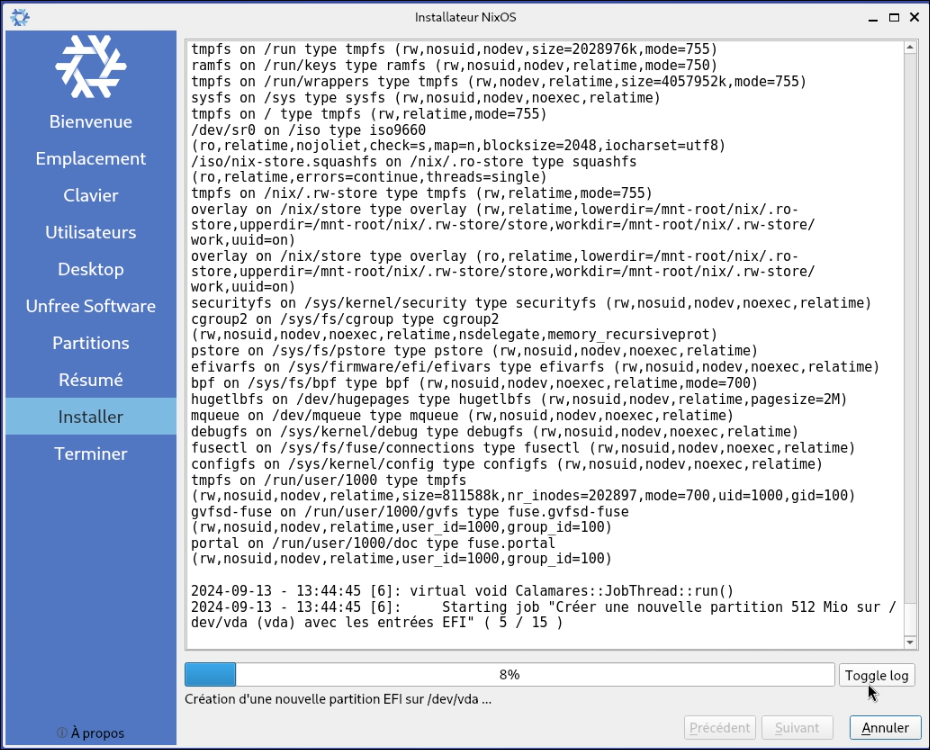 Installateur NixOS
Bienvenue
Emplacement
Clavier
Utilisateurs
Desktop
Unfree Software
Partitions
Résumé
Installer
Terminer
À propos
tmpfs on /run type tmpfs (rw,nosuid,nodev,size=2028976k,mode=755)
ramfs on /run/keys type ramfs (rw,nosuid,nodev,relatime,mode=750)
tmpfs on /run/wrappers type tmpfs (rw,nodev,relatime,size=4057952k,mode=755)
sysfs on /sys type sysfs (rw,nosuid,nodev,noexec,relatime)
tmpfs on / type tmpfs (rw,relatime,mode=755)
/dev/sr0 on /iso type iso9660
(ro,relatime,nojoliet,check=s,map=n,blocksize=2048,iocharset=utf8)
/iso/nix-store.squashfs on /nix/.ro-store type squashfs
(ro,relatime,errors=continue,threads=single)
tmpfs on /nix/.rw-store type tmpfs (rw,relatime,mode=755)
overlay on /nix/store type overlay (rw,relatime,lowerdir=/mnt-root/nix/.ro-
store,upperdir=/mnt-root/nix/.rw-store/store,workdir=/mnt-root/nix/.rw-store/
work,uuid=on)
overlay on /nix/store type overlay (ro,relatime,lowerdir=/mnt-root/nix/.ro-
store,upperdir=/mnt-root/nix/.rw-store/store,workdir=/mnt-root/nix/.rw-store/
work,uuid=on)
securityfs on /sys/kernel/security type securityfs (rw,nosuid,nodev,noexec,relatime)
cgroup2 on /sys/fs/cgroup type cgroup2
(rw,nosuid,nodev,noexec,relatime,nsdelegate,memory_recursiveprot)
pstore on /sys/fs/pstore type pstore (rw,nosuid,nodev,noexec,relatime)
efivarfs on /sys/firmware/efi/efivars type efivarfs (rw,nosuid,nodev,noexec,relatime)
bpf on /sys/fs/bpf type bpf (rw,nosuid,nodev,noexec,relatime,mode=700)
hugetlbfs on /dev/hugepages type hugetlbfs (rw,nosuid,nodev,relatime,pagesize=2M)
mqueue on /dev/mqueue type mqueue (rw,nosuid,nodev,noexec,relatime)
debugfs on /sys/kernel/debug type debugfs (rw,nosuid,nodev,noexec,relatime)
fusectl on /sys/fs/fuse/connections type fusectl (rw,nosuid,nodev,noexec,relatime)
configfs on /sys/kernel/config type configfs (rw,nosuid,nodev,noexec,relatime)
tmpfs on /run/user/1000 type tmpfs
(rw,nosuid,nodev,relatime,size=811588k,nr_inodes=202897,mode=700,uid=1000,gid=100)
gvfsd-fuse on /run/user/1000/gvfs type fuse.gvfsd-fuse
(rw,nosuid,nodev,relatime,user_id=1000,group_id=100)
portal on /run/user/1000/doc type fuse.portal
(rw,nosuid,nodev,relatime,user_id=1000,group_id=100)
2024-09-13 - 13:44:45 [6]: virtual void Calamares::JobThread::run()
2024-09-13 - 13:44:45 [6]:     Starting job "Créer une nouvelle partition 512 Mio sur /
dev/vda (vda) avec les entrées EFI" ( 5 / 15 )
8%
Toggle log
Création d'une nouvelle partition EFI sur /dev/vda ...
Précédent
Suivant
Annuler